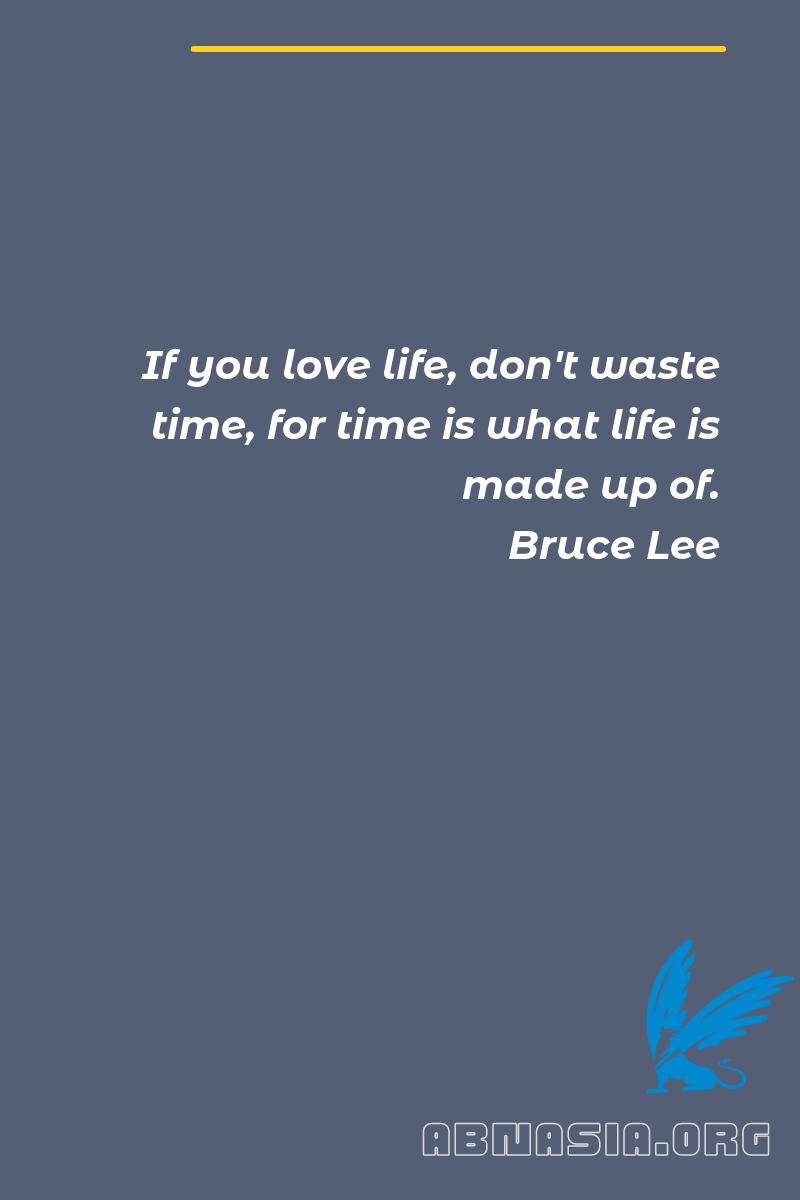 If you love life, don't waste
time, for time is what life is
made up of.
Bruce Lee
ABNASIA.ORG